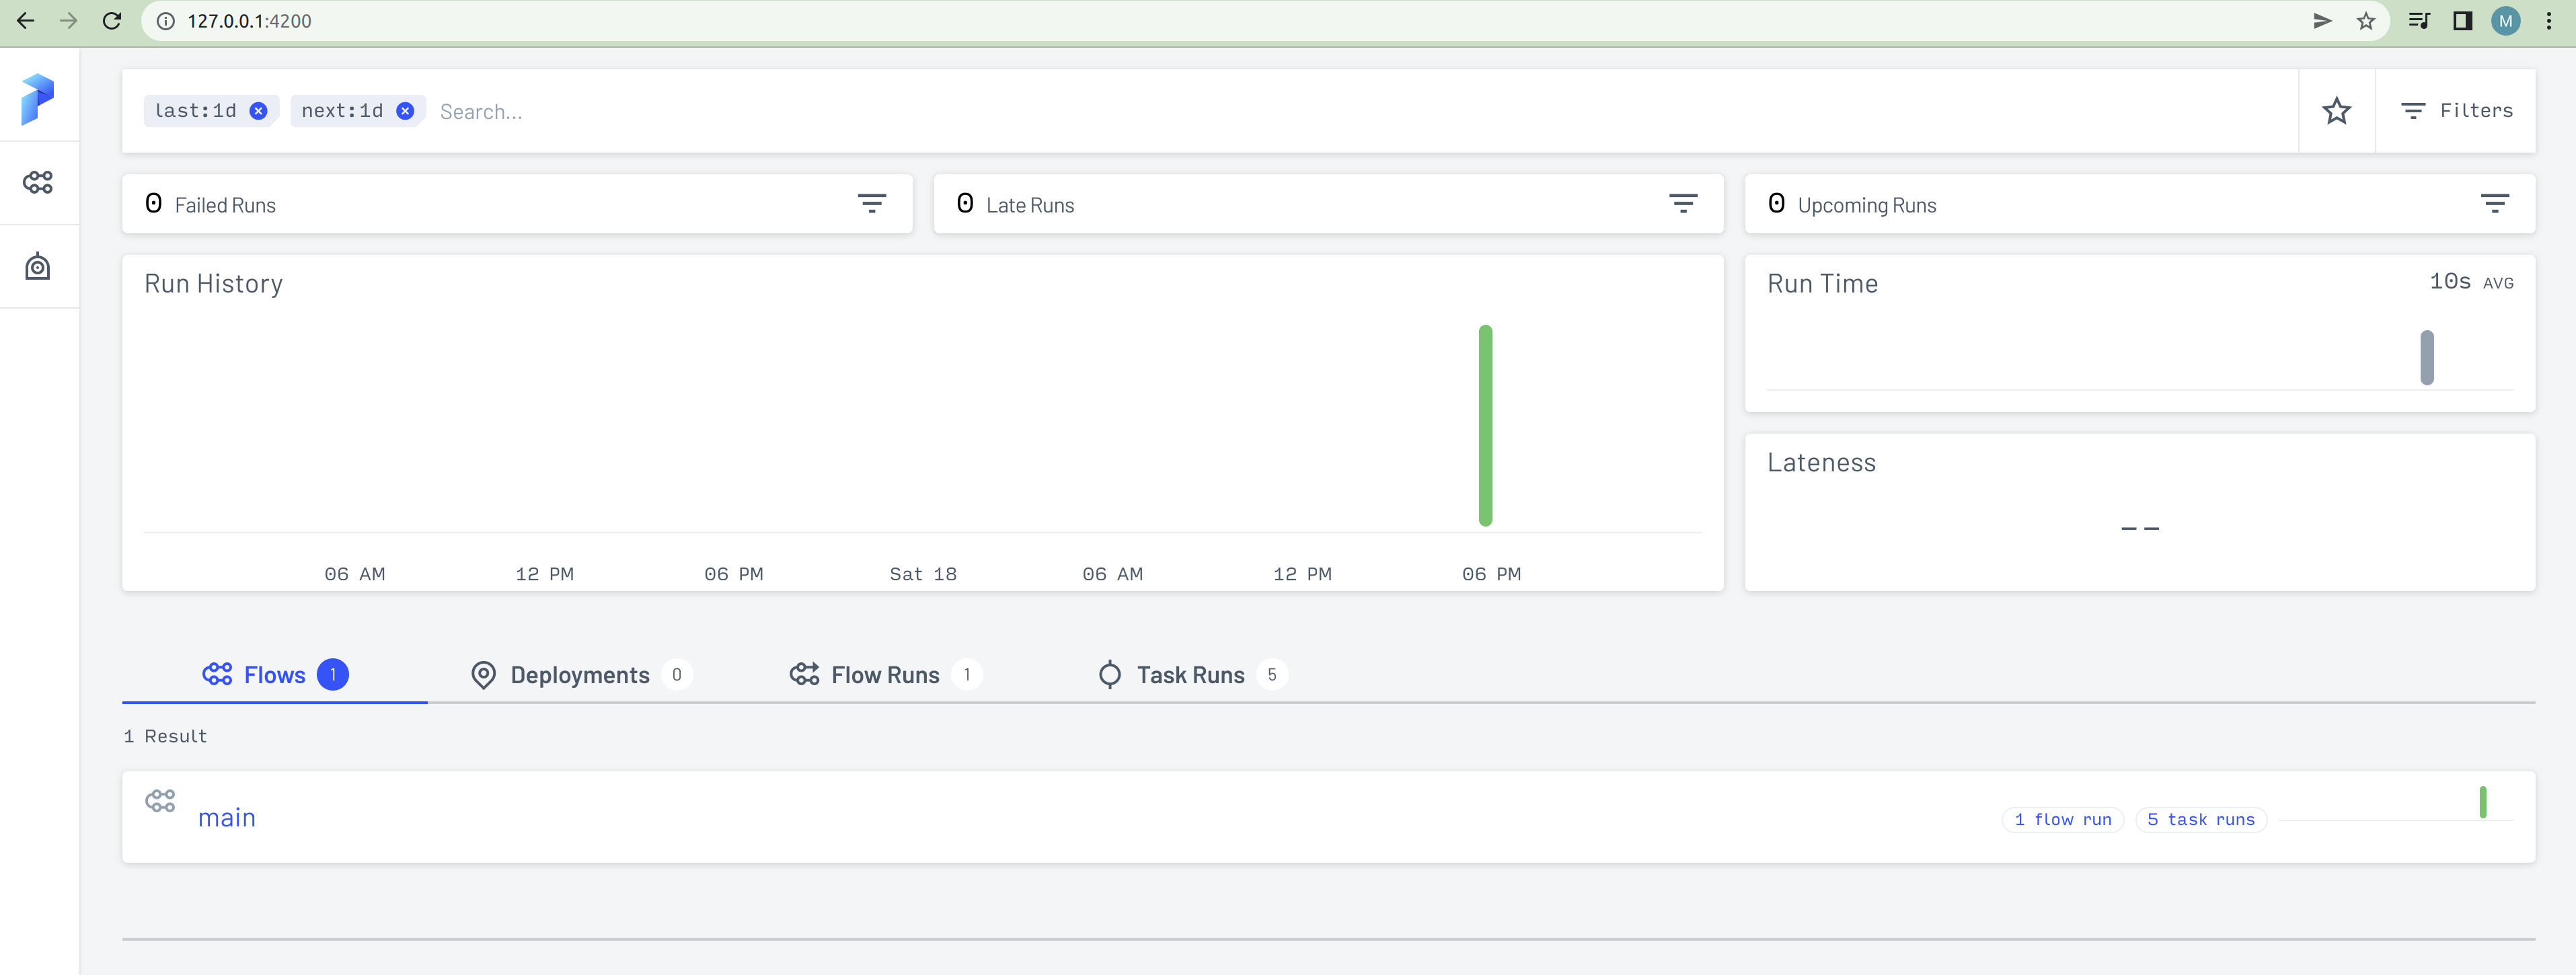 127.0.0.1:4200
M
last:1d next:1d Search...
Filters
0 Failed Runs
0 Late Runs
0 Upcoming Runs
Run History
Run Time
10s AVG
Lateness
--
06 AM 12 PM 06 PM Sat 18 06 AM 12 PM 06 PM
Flows 1
Deployments 0
Flow Runs 1
Task Runs 5
1 Result
main
1 flow run
5 task runs